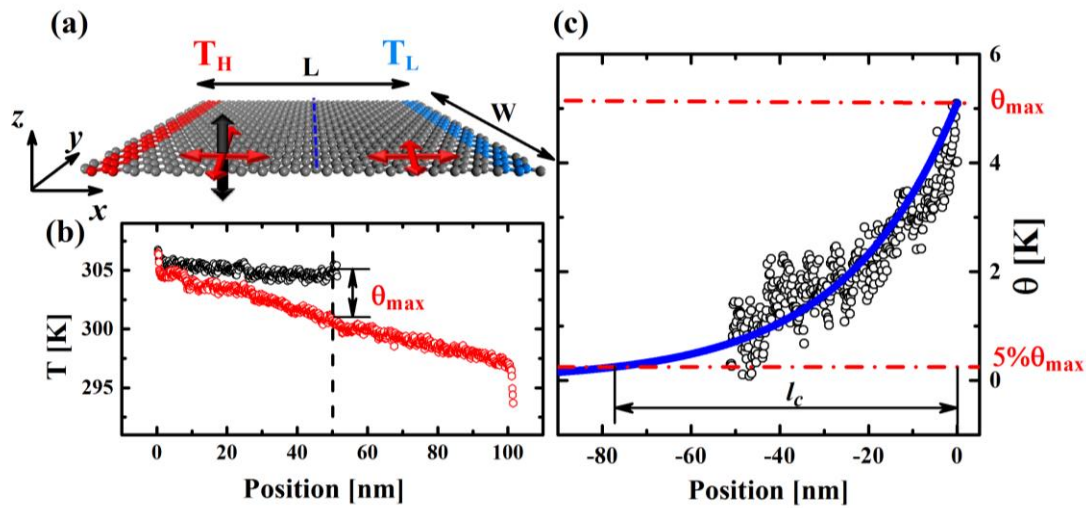 (a)
T_H
L
T_L
W
z
y
x
(b)
305
300
295
T [K]
θ_max
0
20
40
60
80
100
Position [nm]
(c)
6
4
2
0
θ [K]
θ_max
5%θ_max
l_c
-80
-60
-40
-20
0
Position [nm]